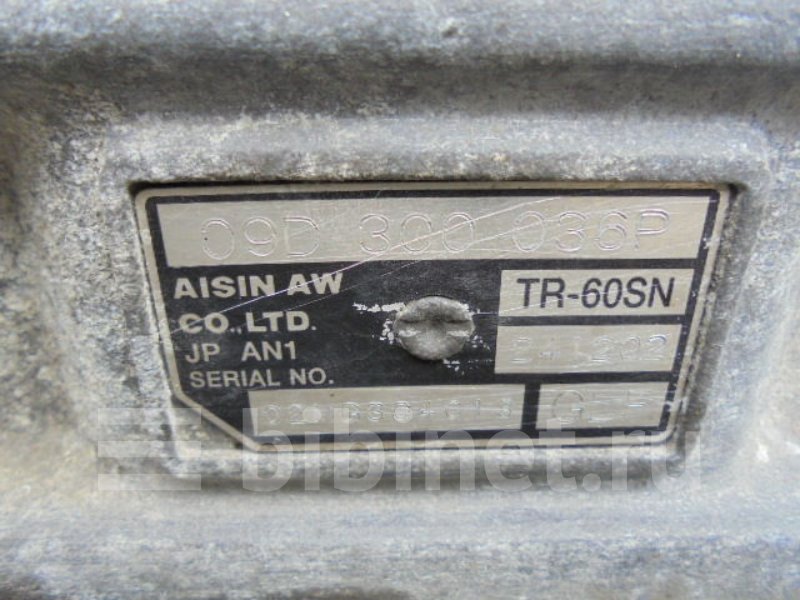 09D 300 036P
AISIN AW
CO.,LTD.
TR-60SN
JP AN1
SERIAL NO.
bibinet.ru